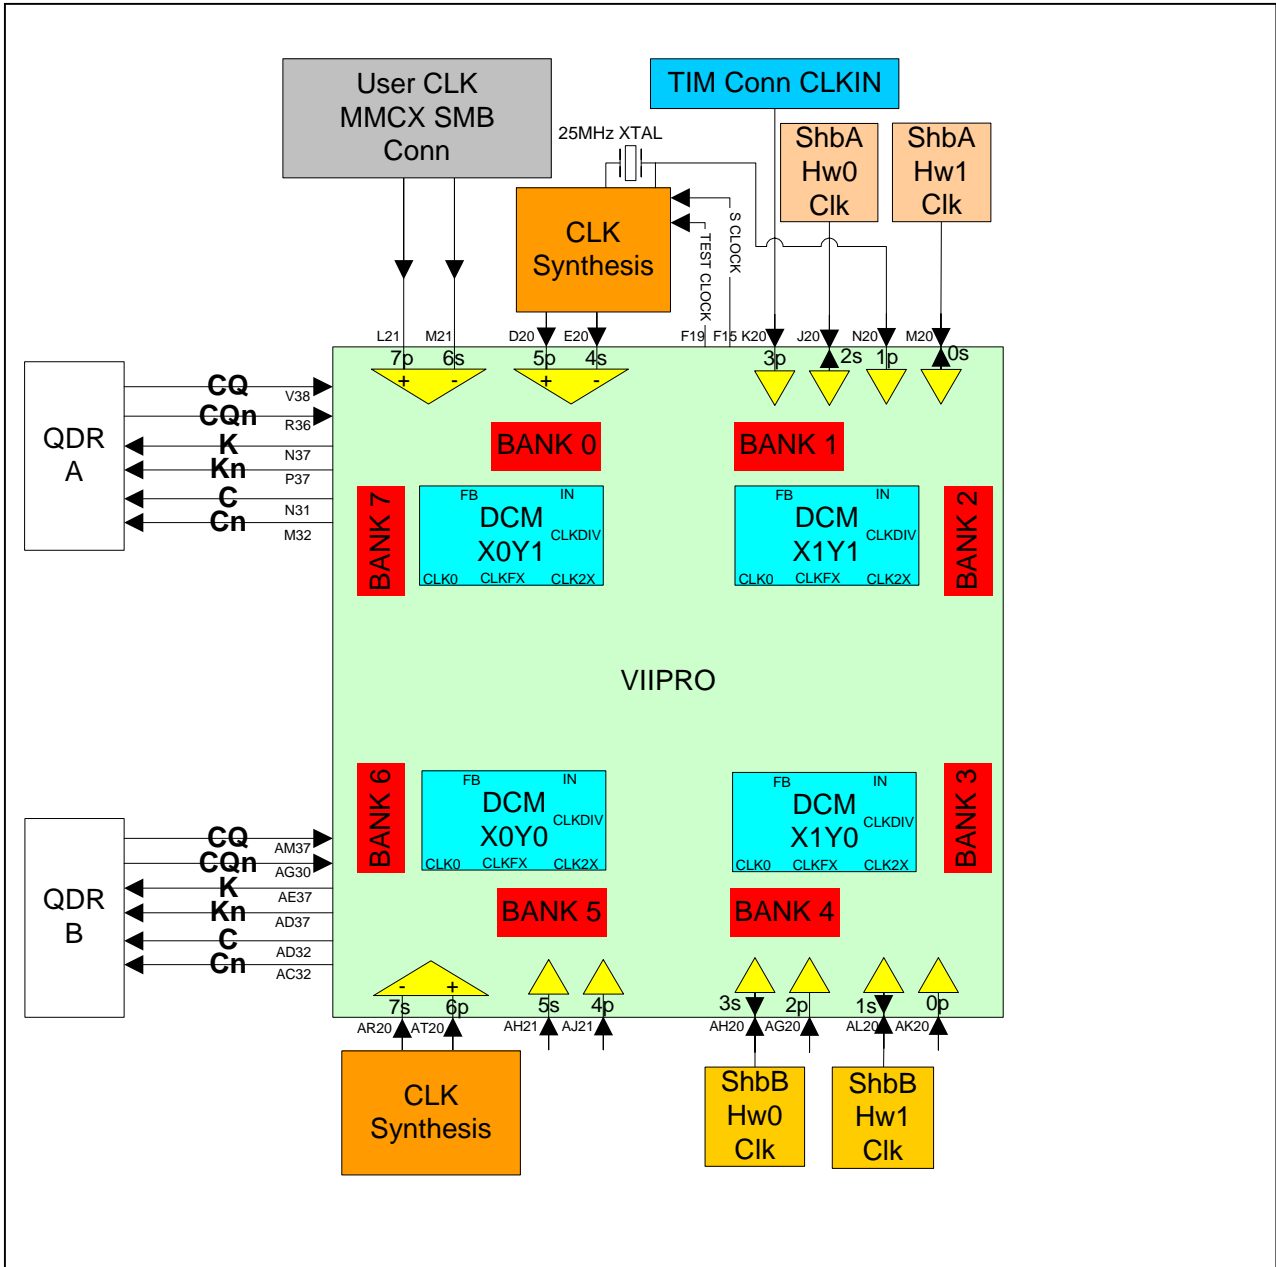 User CLK
MMCX SMB
Conn
TIM Conn CLKIN
25MHz XTAL
ShbA
Hw0
Clk
ShbA
Hw1
Clk
CLK
Synthesis
S CLOCK
TEST CLOCK
L21
M21
D20
E20
F19
F15
K20
J20
N20
M20
7p
6s
5p
4s
3p
2s
1p
0s
+
-
+
-
QDR
A
CQ
V38
CQn
R36
K
N37
Kn
P37
C
N31
Cn
M32
BANK 0
BANK 1
BANK 7
BANK 2
FB
IN
DCM
CLKDIV
X0Y1
CLK0
CLKFX
CLK2X
FB
IN
DCM
CLKDIV
X1Y1
CLK0
CLKFX
CLK2X
VIIPRO
BANK 6
BANK 3
FB
IN
DCM
CLKDIV
X0Y0
CLK0
CLKFX
CLK2X
FB
IN
DCM
CLKDIV
X1Y0
CLK0
CLKFX
CLK2X
QDR
B
CQ
AM37
CQn
AG30
K
AE37
Kn
AD37
C
AD32
Cn
AC32
BANK 5
BANK 4
-
+
7s
6p
5s
4p
3s
2p
1s
0p
AR20
AT20
AH21
AJ21
AH20
AG20
AL20
AK20
CLK
Synthesis
ShbB
Hw0
Clk
ShbB
Hw1
Clk